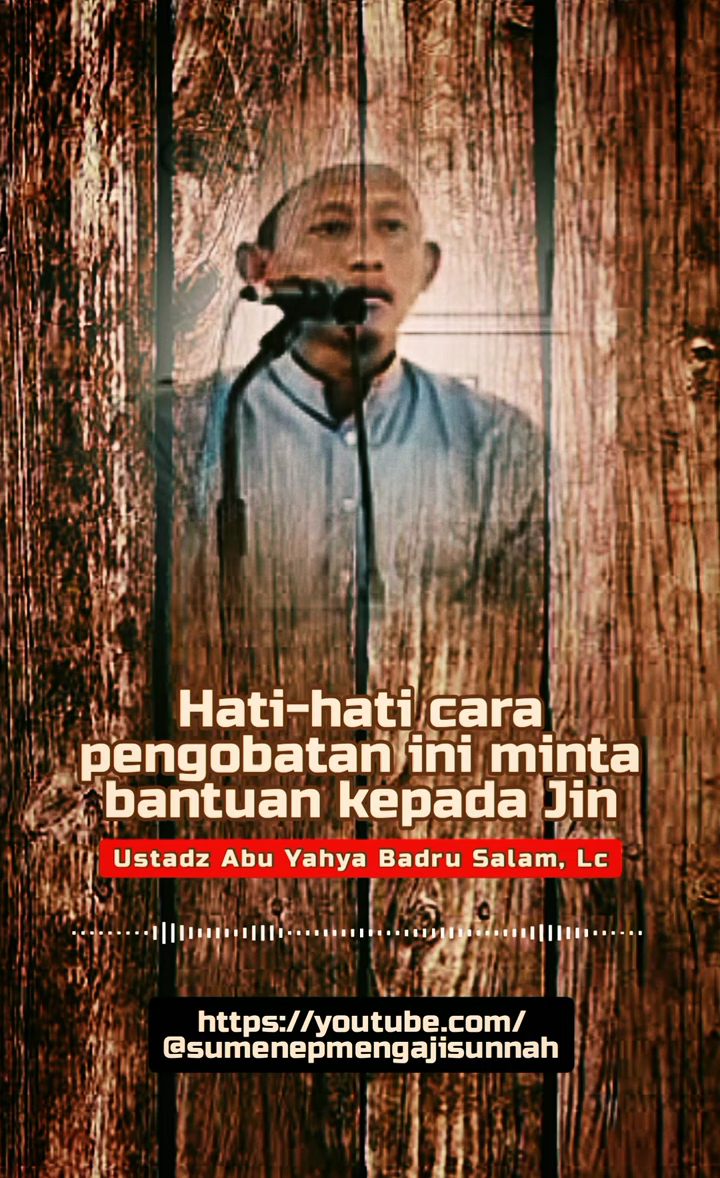 Hati-hati cara
pengobatan ini minta
bantuan kepada Jin
Ustadz Abu Yahya Badru Salam, Lc
https://youtube.com/
@sumenepmengajisunnah